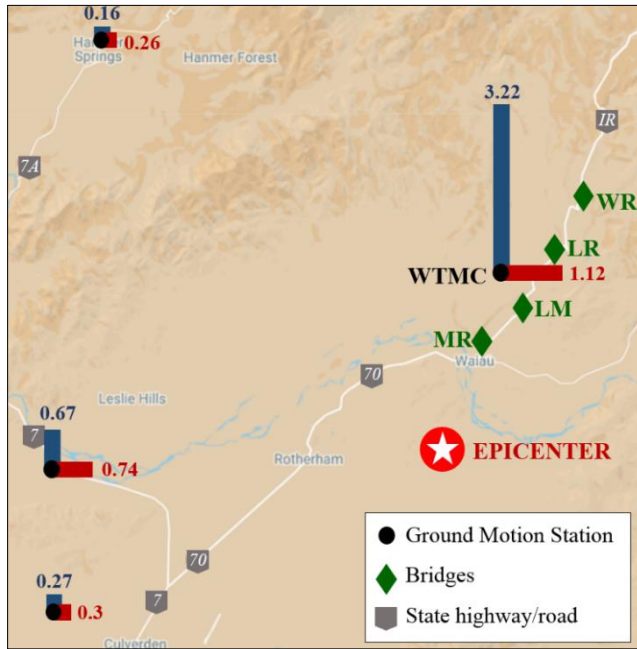 0.16
Hanmer
Springs
0.26
Hanmer Forest
3.22
IR
7A
WR
LR
WTMC
1.12
LM
MR
Waiau
70
Leslie Hills
0.67
7
0.74
Rotherham
EPICENTER
Ground Motion Station
Bridges
State highway/road
70
0.27
0.3
7
Culverden